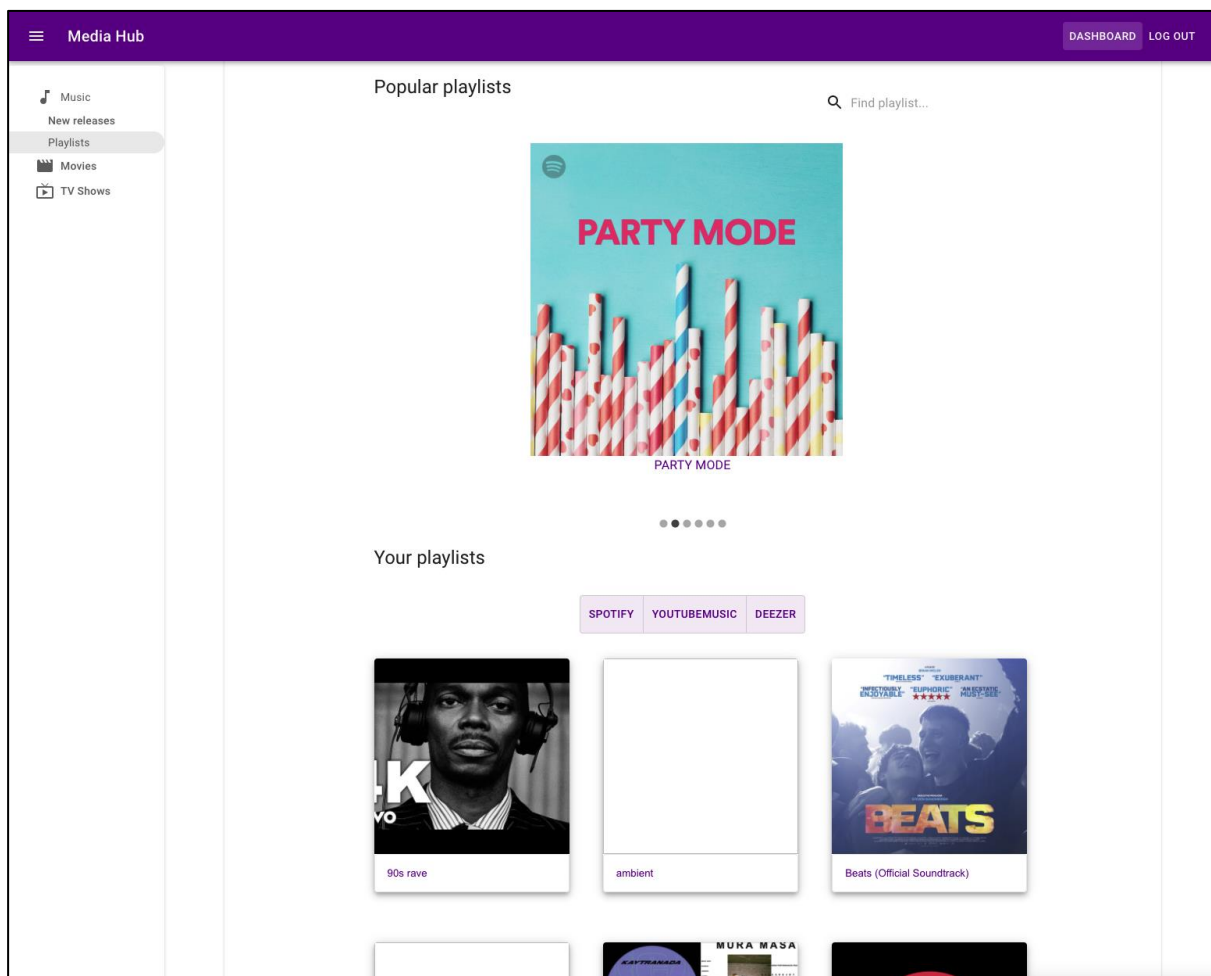 Media Hub
DASHBOARD LOG OUT
Music
New releases
Playlists
Movies
TV Shows
Popular playlists
Find playlist...
PARTY MODE
PARTY MODE
Your playlists
SPOTIFY YOUTUBEMUSIC DEEZER
4K
VO
90s rave
ambient
"TIMELESS" "EXUBERANT"
"INFECTIOUSLY ENJOYABLE" "EUPHORIC" "AN ECSTATIC MUST-SEE"
BEATS
Beats (Official Soundtrack)
KAYTRANADA
MURA MASA